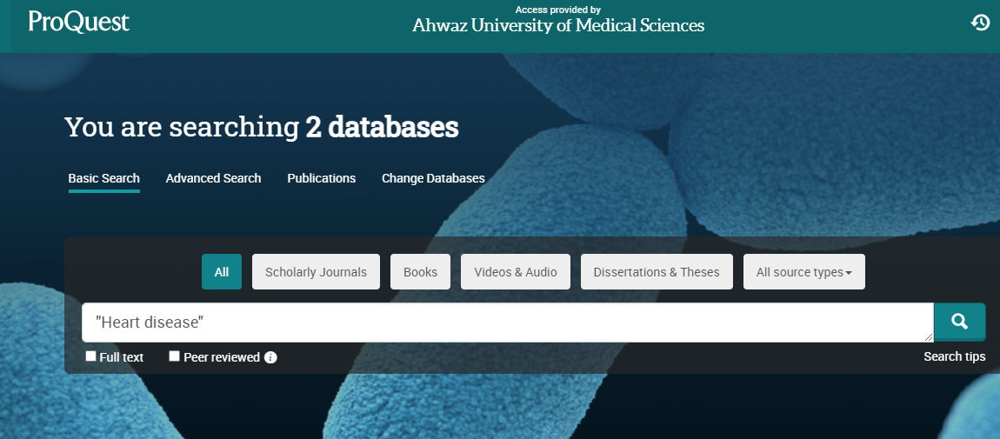 ProQuest
Access provided by
Ahwaz University of Medical Sciences
You are searching 2 databases
Basic Search Advanced Search Publications Change Databases
All Scholarly Journals Books Videos & Audio Dissertations & Theses All source types
"Heart disease"
Full text Peer reviewed i Search tips